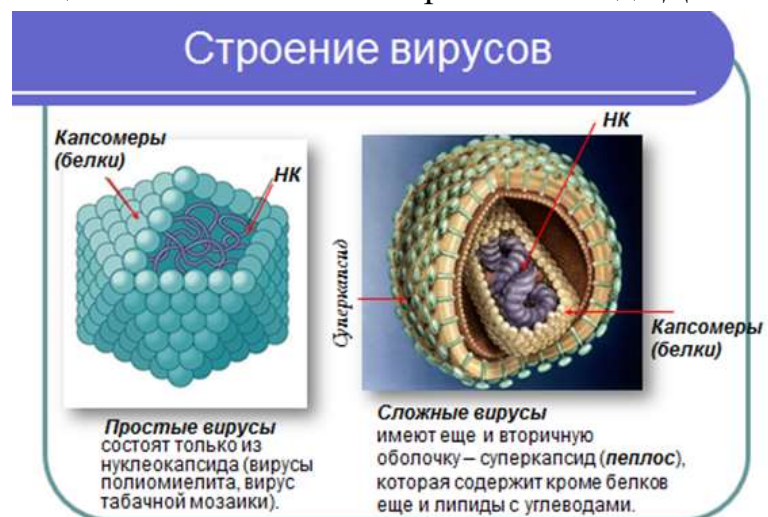 Строение вирусов
Капсомеры
(белки)
НК
НК
Суперкапсид
Капсомеры
(белки)
Простые вирусы
состоят только из
нуклеокапсида (вирусы
полиомиелита, вирус
табачной мозаики).
Сложные вирусы
имеют еще и вторичную
оболочку – суперкапсид (пеплос),
которая содержит кроме белков
еще и липиды с углеводами.